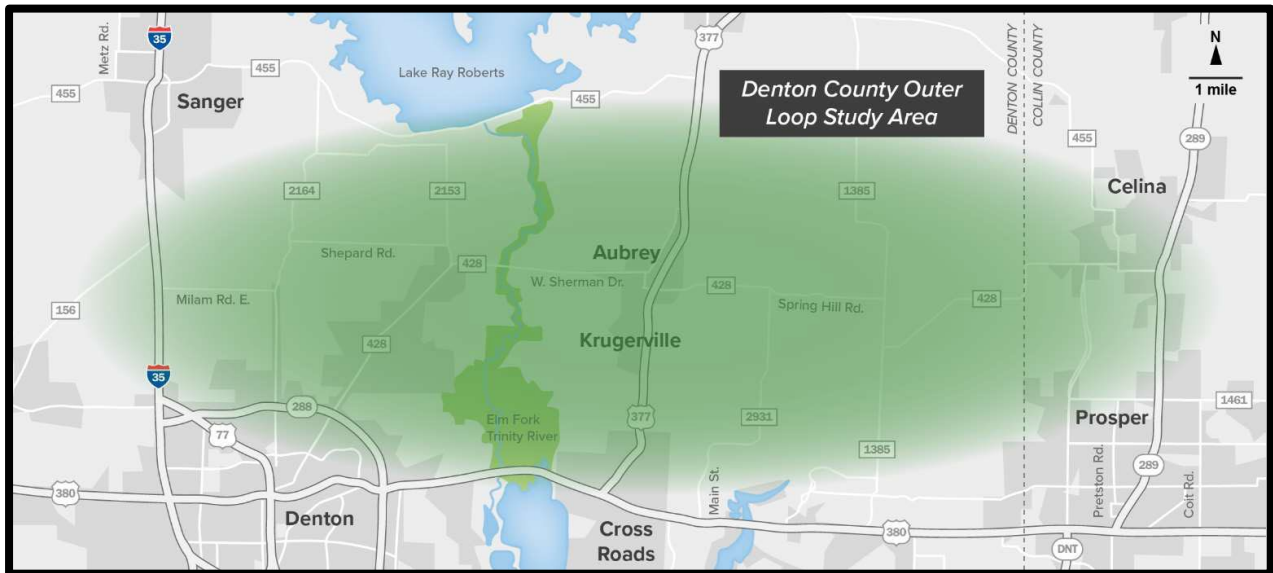 Metz Rd.
35
377
N
1 mile
Lake Ray Roberts
455
455
455
Sanger
Denton County Outer
Loop Study Area
DENTON COUNTY
COLLIN COUNTY
455
289
2164
2153
1385
Celina
Shepard Rd.
Aubrey
428
W. Sherman Dr.
428
Milam Rd. E.
Spring Hill Rd.
428
156
428
Krugerville
35
288
77
Elm Fork
Trinity River
377
2931
1385
Prosper
1461
Main St.
Pretston Rd.
289
Coit Rd.
380
Denton
Cross
Roads
380
DNT